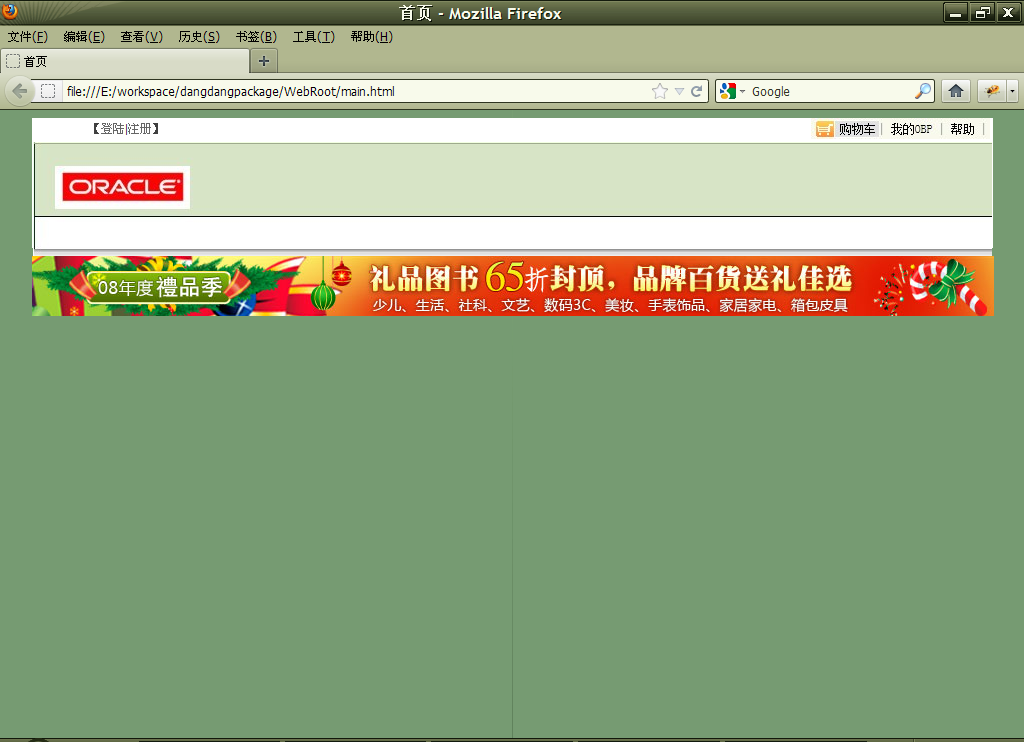 首页 - Mozilla Firefox
文件(F) 编辑(E) 查看(V) 历史(S) 书签(B) 工具(T) 帮助(H)
首页
file:///E:/workspace/dangdangpackage/WebRoot/main.html Google
【登陆|注册】 购物车 | 我的OBP | 帮助 |
ORACLE
08年度禮品季 礼品图书65折封顶，品牌百货送礼佳选
少儿、生活、社科、文艺、数码3C、美妆、手表饰品、家居家电、箱包皮具